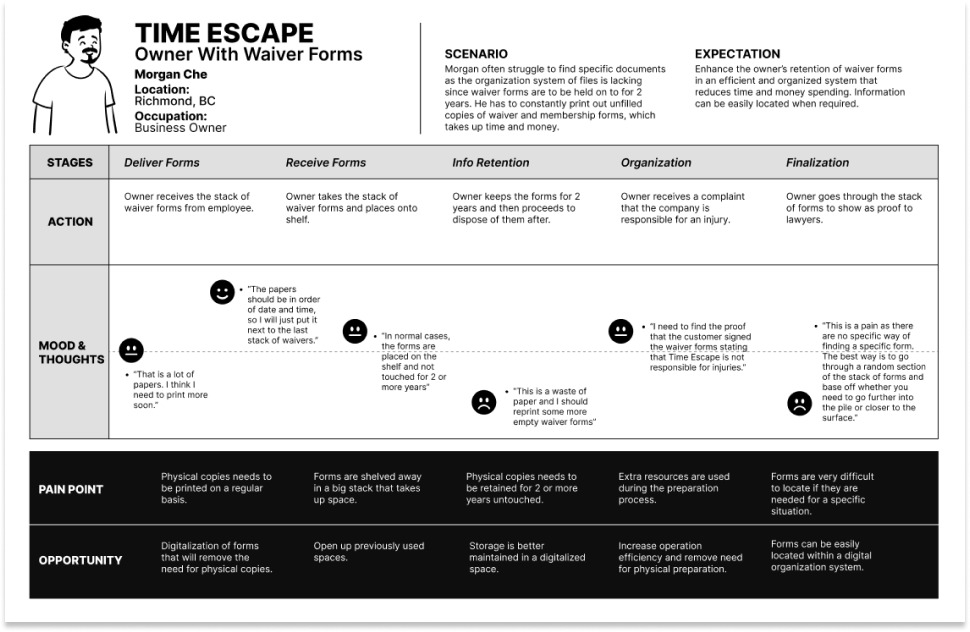 TIME ESCAPE
Owner With Waiver Forms
Morgan Che
Location:
Richmond, BC
Occupation:
Business Owner
SCENARIO
Morgan often struggle to find specific documents
as the organization system of files is lacking
since waiver forms are to be held on to for 2
years. He has to constantly print out unfilled
copies of waiver and membership forms, which
takes up time and money.
EXPECTATION
Enhance the owner's retention of waiver forms
in an efficient and organized system that
reduces time and money spending. Information
can be easily located when required.
STAGES
Deliver Forms
Receive Forms
Info Retention
Organization
Finalization
ACTION
Owner receives the stack of
waiver forms from employee.
Owner takes the stack of
waiver forms and places onto
shelf.
Owner keeps the forms for 2
years and then proceeds to
dispose of them after.
Owner receives a complaint
that the company is
responsible for an injury.
Owner goes through the stack
of forms to show as proof to
lawyers.
MOOD &
THOUGHTS
• "That is a lot of
papers. I think I
need to print more
soon."
• "The papers
should be in order
of date and time,
so I will just put it
next to the last
stack of waivers."
• "In normal cases,
the forms are
placed on the
shelf and not
touched for 2 or
more years"
• "This is a waste of
paper and I should
reprint some more
empty waiver forms"
• "I need to find the proof
that the customer signed
the waiver forms stating
that Time Escape is not
responsible for injuries."
• "This is a pain as there
are no specific way of
finding a specific form.
The best way is to go
through a random section
of the stack of forms and
base off whether you
need to go further into
the pile or closer to the
surface."
PAIN POINT
Physical copies needs to
be printed on a regular
basis.
Forms are shelved away
in a big stack that takes
up space.
Physical copies needs to
be retained for 2 or more
years untouched.
Extra resources are used
during the preparation
process.
Forms are very difficult
to locate if they are
needed for a specific
situation.
OPPORTUNITY
Digitalization of forms
that will remove the
need for physical copies.
Open up previously used
spaces.
Storage is better
maintained in a digitalized
space.
Increase operation
efficiency and remove need
for physical preparation.
Forms can be easily
located within a digital
organization system.